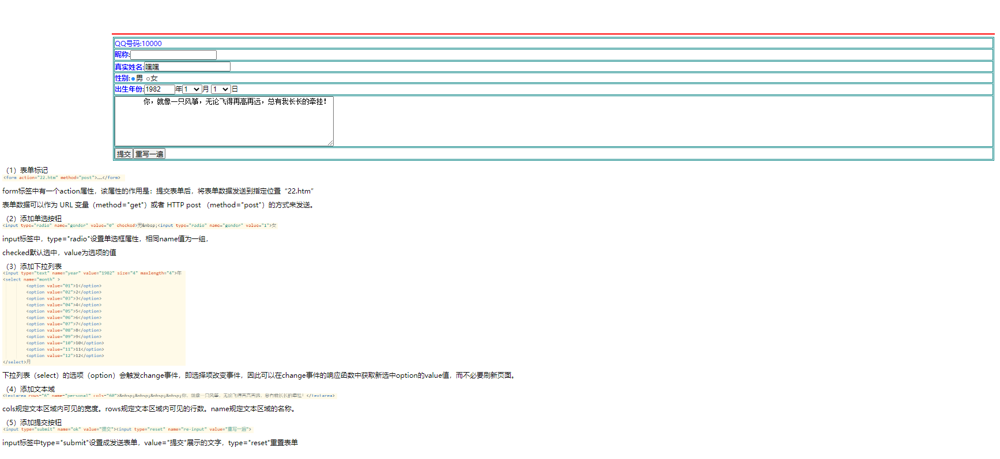 QQ号码:10000
昵称:
真实姓名:嘿嘿
性别:男 女
出生年份:1982年1月 1日
你，就像一只风筝，无论飞得再高再远，总有我长长的牵挂！
提交重写一遍
（1）表单标记
<form action="22.htm" method="post">……</form>
form标签中有一个action属性，该属性的作用是：提交表单后，将表单数据发送到指定位置“22.htm”
表单数据可以作为 URL 变量（method="get"）或者 HTTP post （method="post"）的方式来发送。
（2）添加单选按钮
<input type="radio" name="gender" value="0" checked>男&nbsp;<input type="radio" name="gender" value="1">女
input标签中，type="radio"设置单选框属性，相同name值为一组，
checked默认选中，value为选项的值
（3）添加下拉列表
<input type="text" name="year" value="1982" size="4" maxlength="4">年
<select name="month" >
<option value="01">1</option>
<option value="02">2</option>
<option value="03">3</option>
<option value="04">4</option>
<option value="05">5</option>
<option value="06">6</option>
<option value="07">7</option>
<option value="08">8</option>
<option value="09">9</option>
<option value="10">10</option>
<option value="11">11</option>
<option value="12">12</option>
</select>月
下拉列表（select）的选项（option）会触发change事件，即选择项改变事件，因此可以在change事件的响应函数中获取新选中option的value值，而不必要刷新页面。
（4）添加文本域
<textarea rows="6" name="personal" cols="60">&nbsp;&nbsp;&nbsp;&nbsp;你，就像一只风筝，无论飞得再高再远，总有我长长的牵挂！</textarea>
cols规定文本区域内可见的宽度。rows规定文本区域内可见的行数。name规定文本区域的名称。
（5）添加提交按钮
<input type="submit" name="ok" value="提交"><input type="reset" name="re-input" value="重写一遍">
input标签中type="submit"设置成发送表单，value="提交"展示的文字，type="reset"重置表单